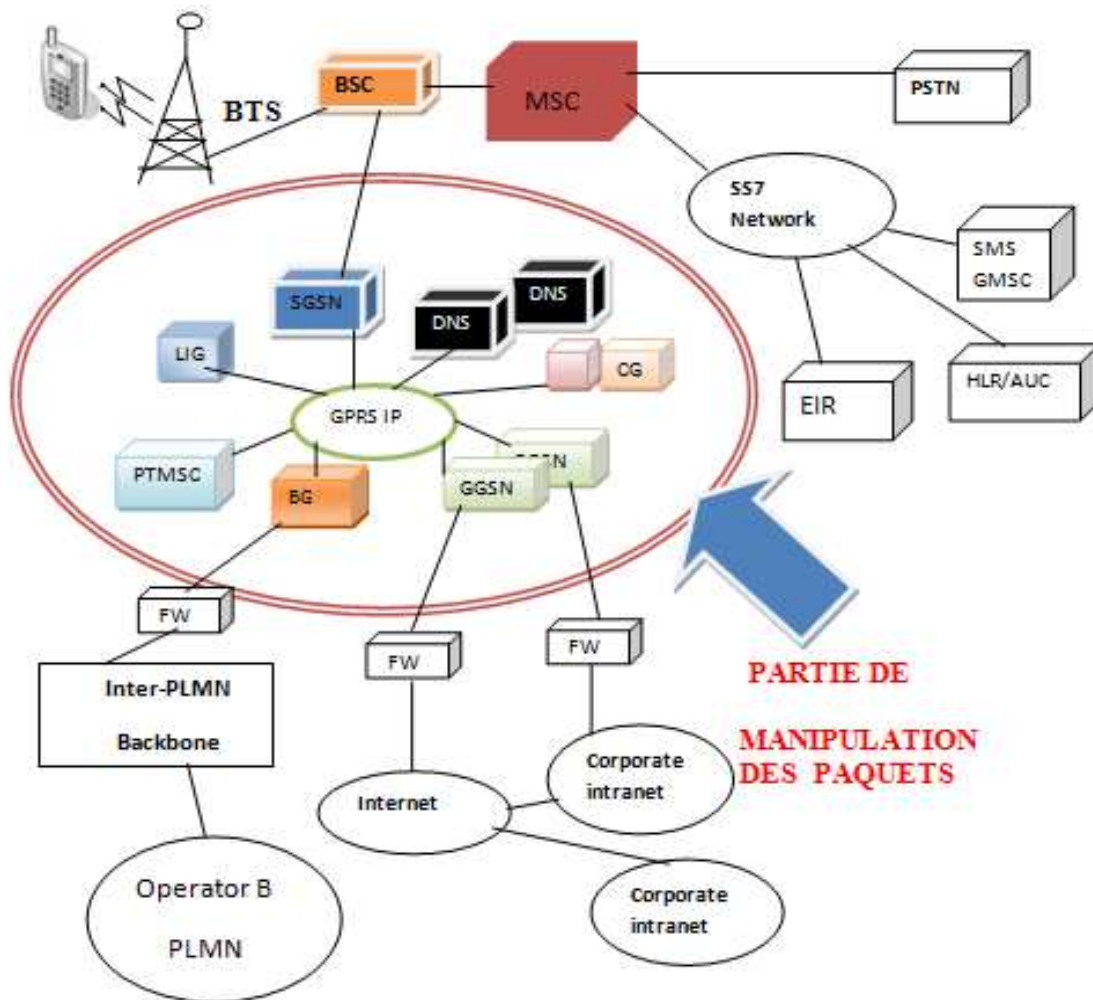 BTS
BSC
MSC
PSTN
SS7
Network
SMS
GMSC
HLR/AUC
EIR
SGSN
DNS
DNS
LIG
CG
GPRS IP
PTMSC
BG
GGSN
FW
FW
FW
Inter-PLMN
Backbone
PARTIE DE
MANIPULATION
DES PAQUETS
Corporate
intranet
Internet
Corporate
intranet
Operator B
PLMN